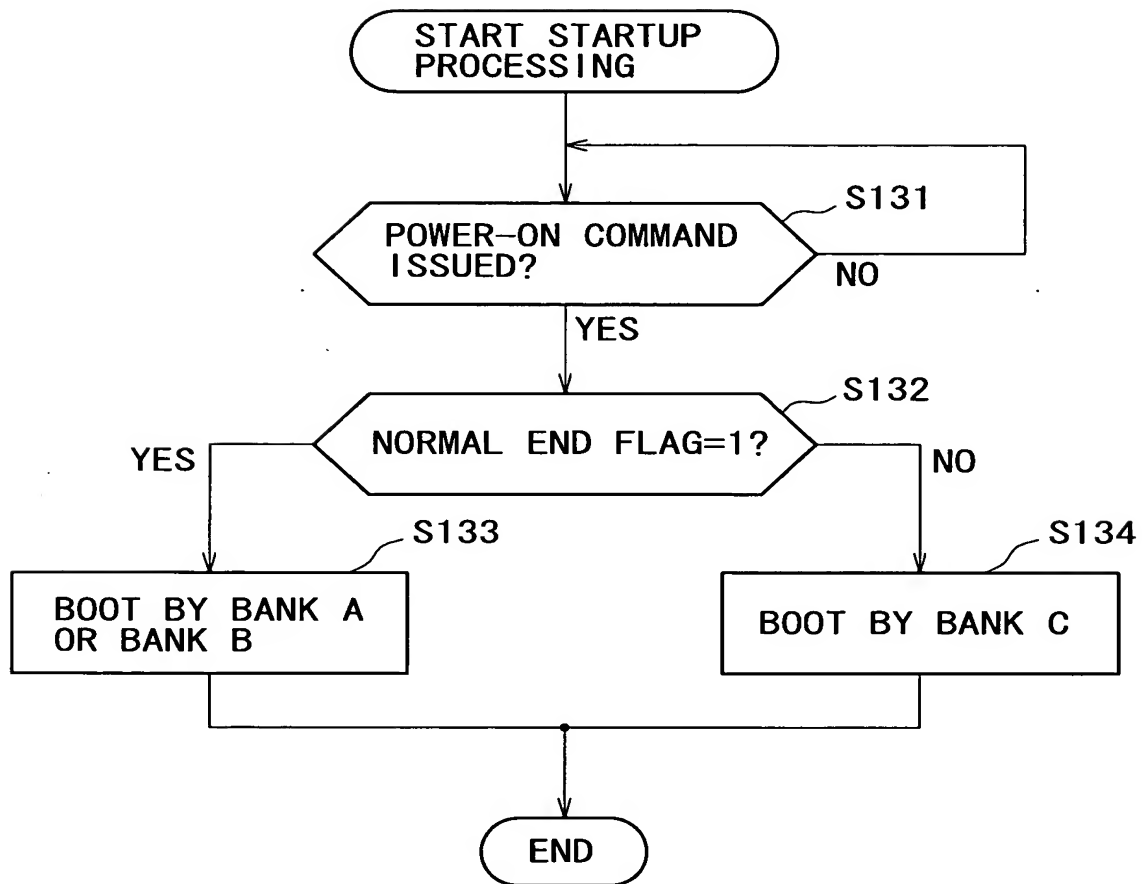 START STARTUP
PROCESSING
S131
POWER-ON COMMAND
ISSUED?
NO
YES
S132
NORMAL END FLAG=1?
YES
NO
S133
S134
BOOT BY BANK A
OR BANK B
BOOT BY BANK C
END